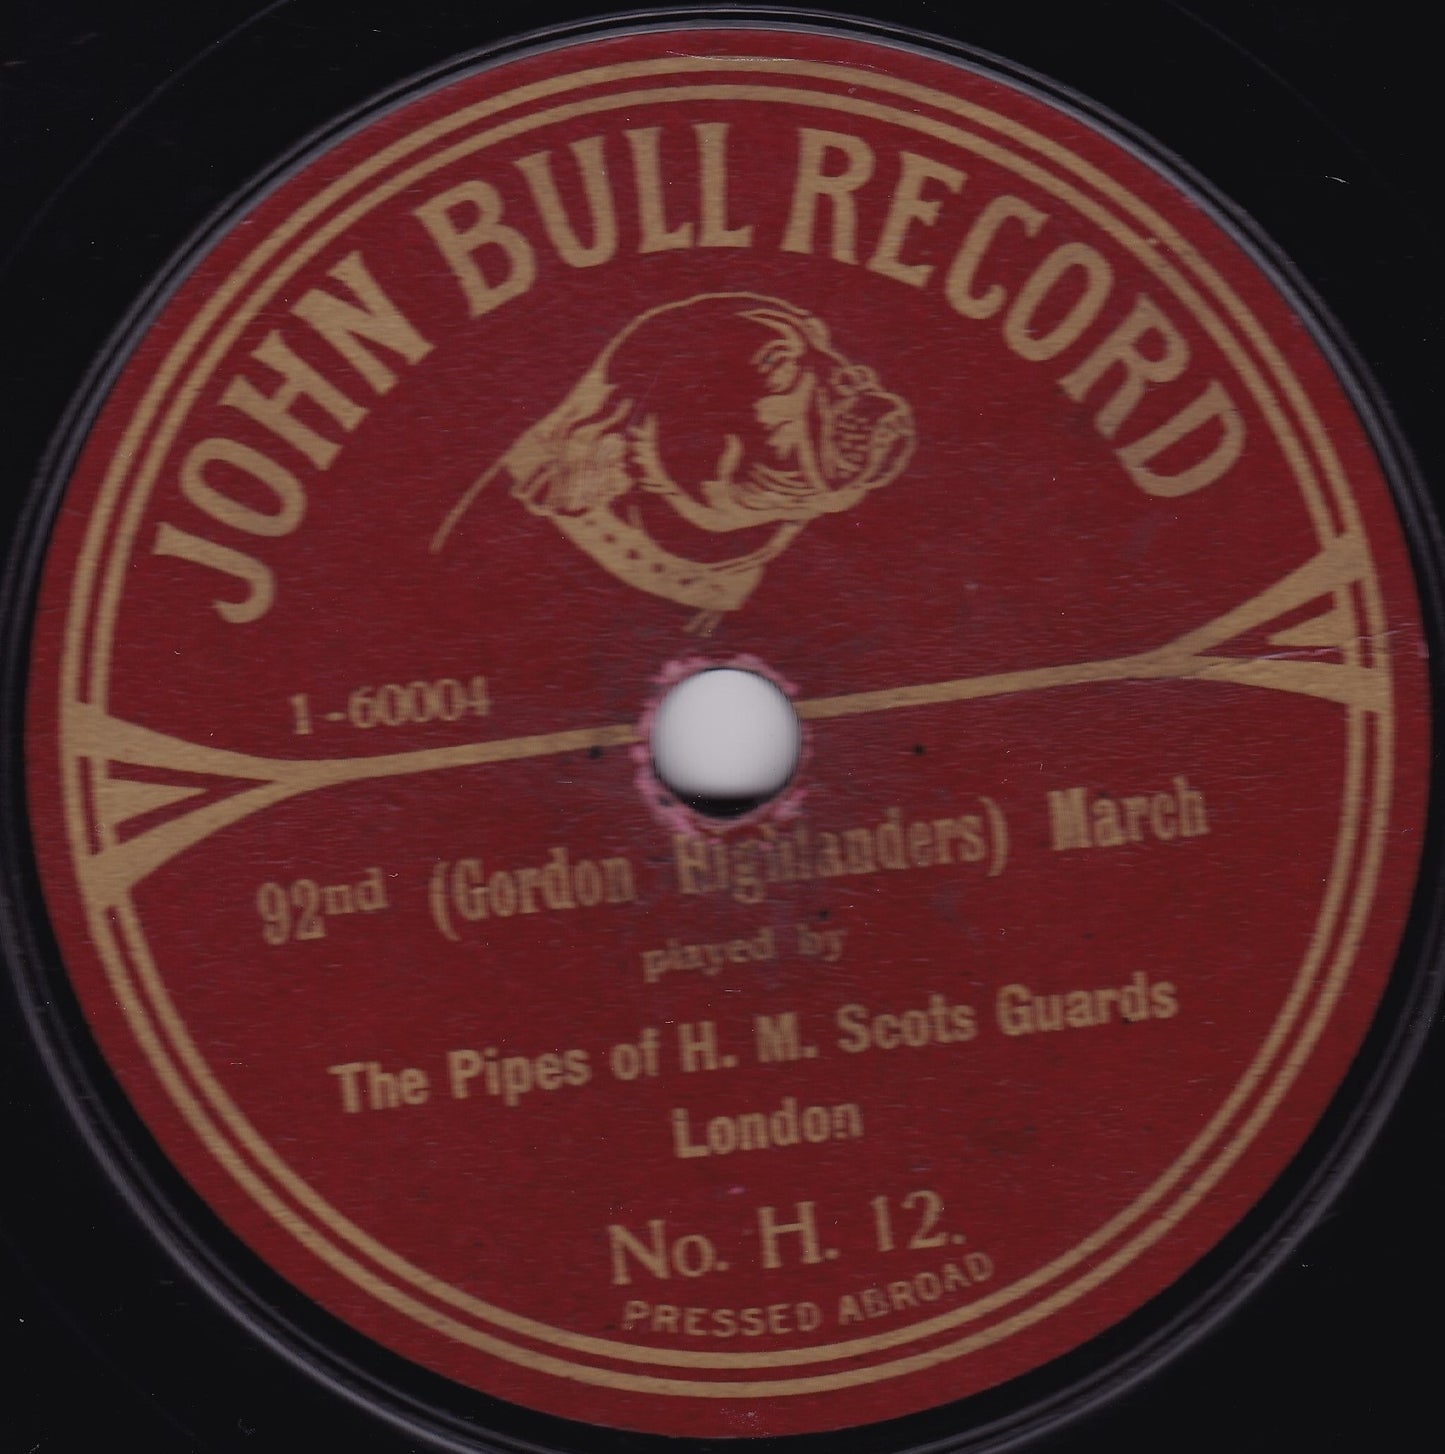 JOHN BULL RECORD
1-60004
92nd (Gordon Highlanders) March
played by
The Pipes of H. M. Scots Guards
London
No. H. 12.
PRESSED ABROAD